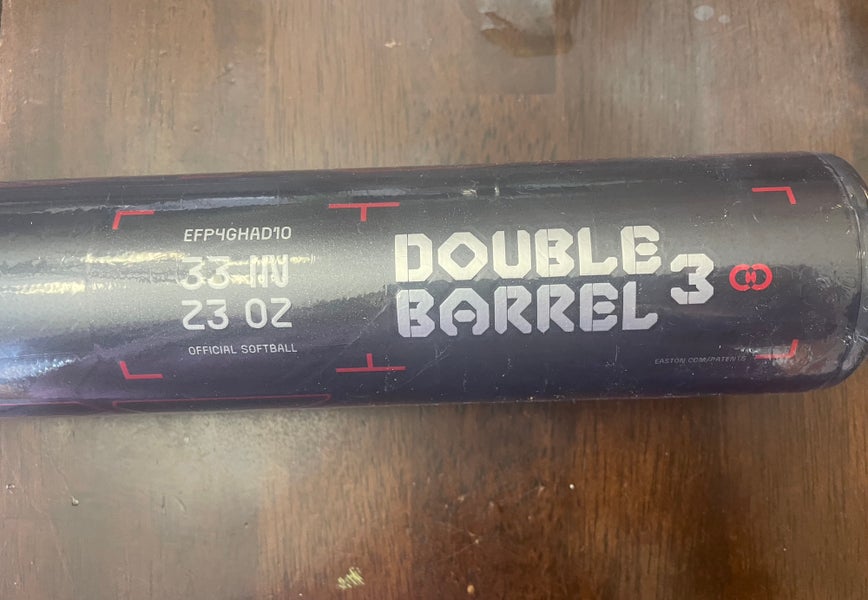 EFP4GHAD10
33 IN
23 OZ
OFFICIAL SOFTBALL
DOUBLE
BARREL 3
EASTON.COM/PATENTS